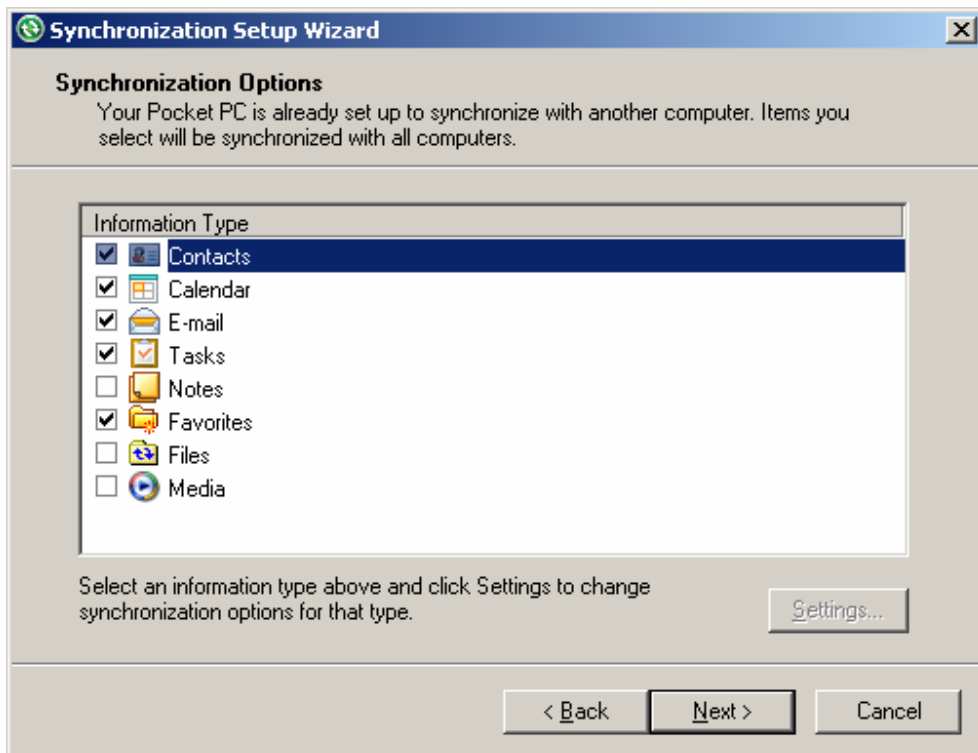 Synchronization Setup Wizard
Synchronization Options
Your Pocket PC is already set up to synchronize with another computer. Items you
select will be synchronized with all computers.
Information Type
Contacts
Calendar
E-mail
Tasks
Notes
Favorites
Files
Media
Select an information type above and click Settings to change
synchronization options for that type.
Settings...
< Back
Next >
Cancel